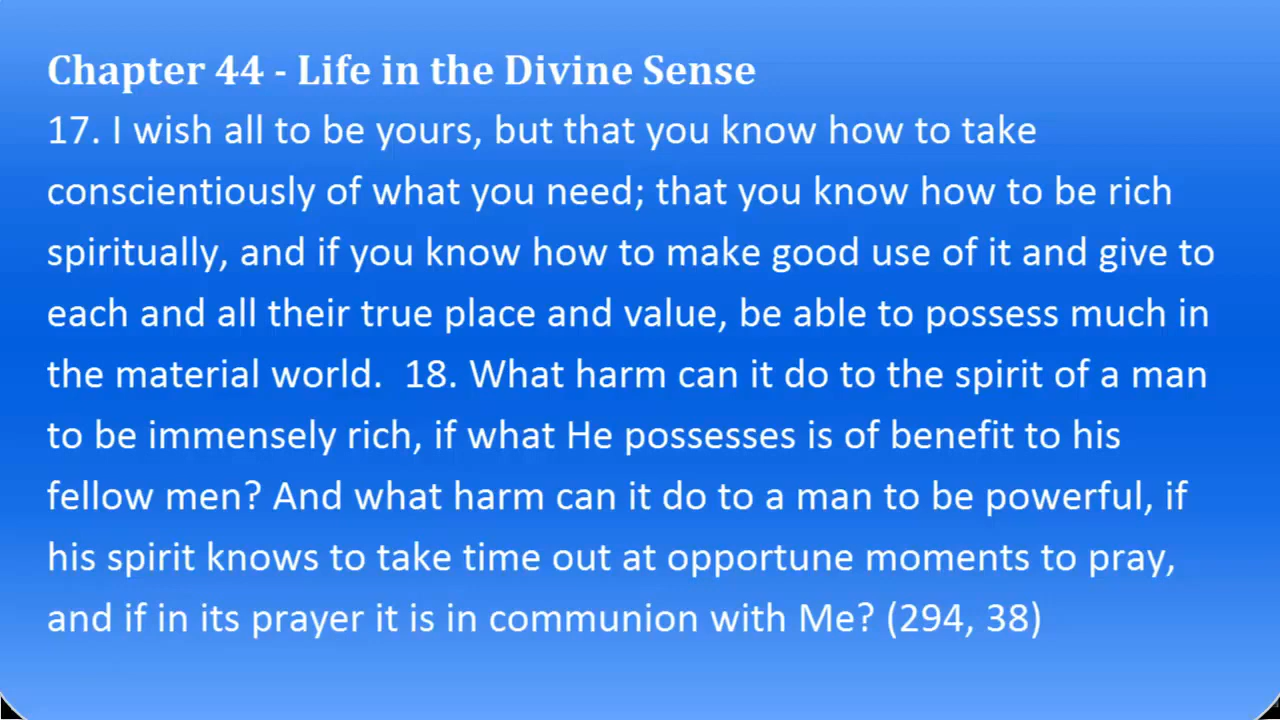 Chapter 44 - Life in the Divine Sense
17. I wish all to be yours, but that you know how to take
conscientiously of what you need; that you know how to be rich
spiritually, and if you know how to make good use of it and give to
each and all their true place and value, be able to possess much in
the material world.  18. What harm can it do to the spirit of a man
to be immensely rich, if what He possesses is of benefit to his
fellow men? And what harm can it do to a man to be powerful, if
his spirit knows to take time out at opportune moments to pray,
and if in its prayer it is in communion with Me? (294, 38)